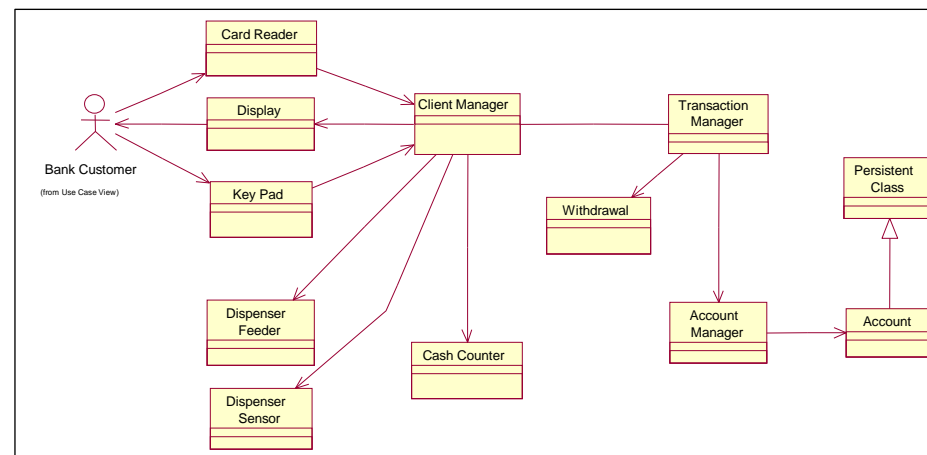 Card Reader
Display
Client Manager
Transaction
Manager
Bank Customer
(from Use Case View)
Key Pad
Persistent
Class
Withdrawal
Dispenser
Feeder
Account
Manager
Account
Cash Counter
Dispenser
Sensor